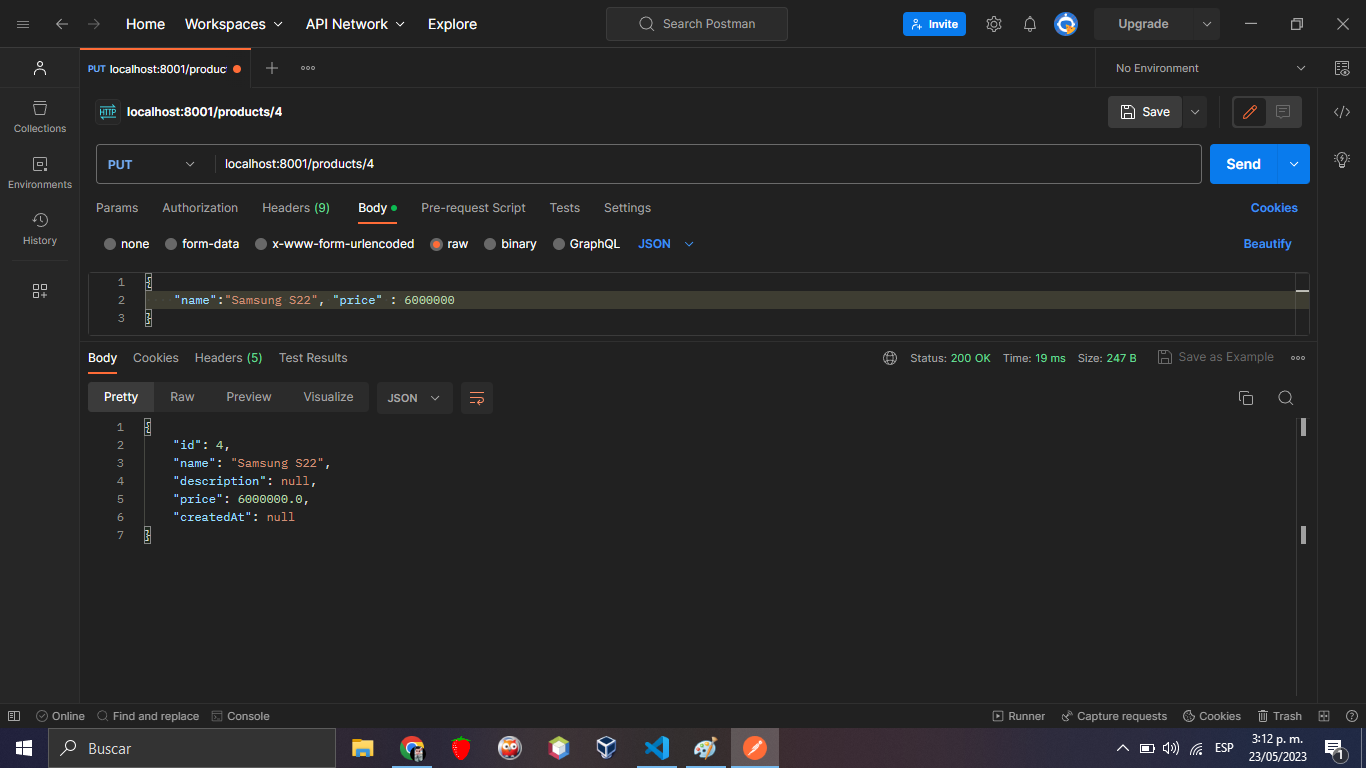 Home Workspaces API Network Explore Search Postman Invite Upgrade
PUT localhost:8001/produc No Environment
HTTP localhost:8001/products/4 Save
PUT localhost:8001/products/4 Send
Params Authorization Headers (9) Body Pre-request Script Tests Settings Cookies
none form-data x-www-form-urlencoded raw binary GraphQL JSON Beautify
Collections
Environments
History
1 {
2 "name":"Samsung S22", "price" : 6000000
3 }
Body Cookies Headers (5) Test Results Status: 200 OK Time: 19 ms Size: 247 B Save as Example
Pretty Raw Preview Visualize JSON
1 {
2 "id": 4,
3 "name": "Samsung S22",
4 "description": null,
5 "price": 6000000.0,
6 "createdAt": null
7 }
Online Find and replace Console Runner Capture requests Cookies Trash
Buscar ESP 3:12 p. m.
23/05/2023 1